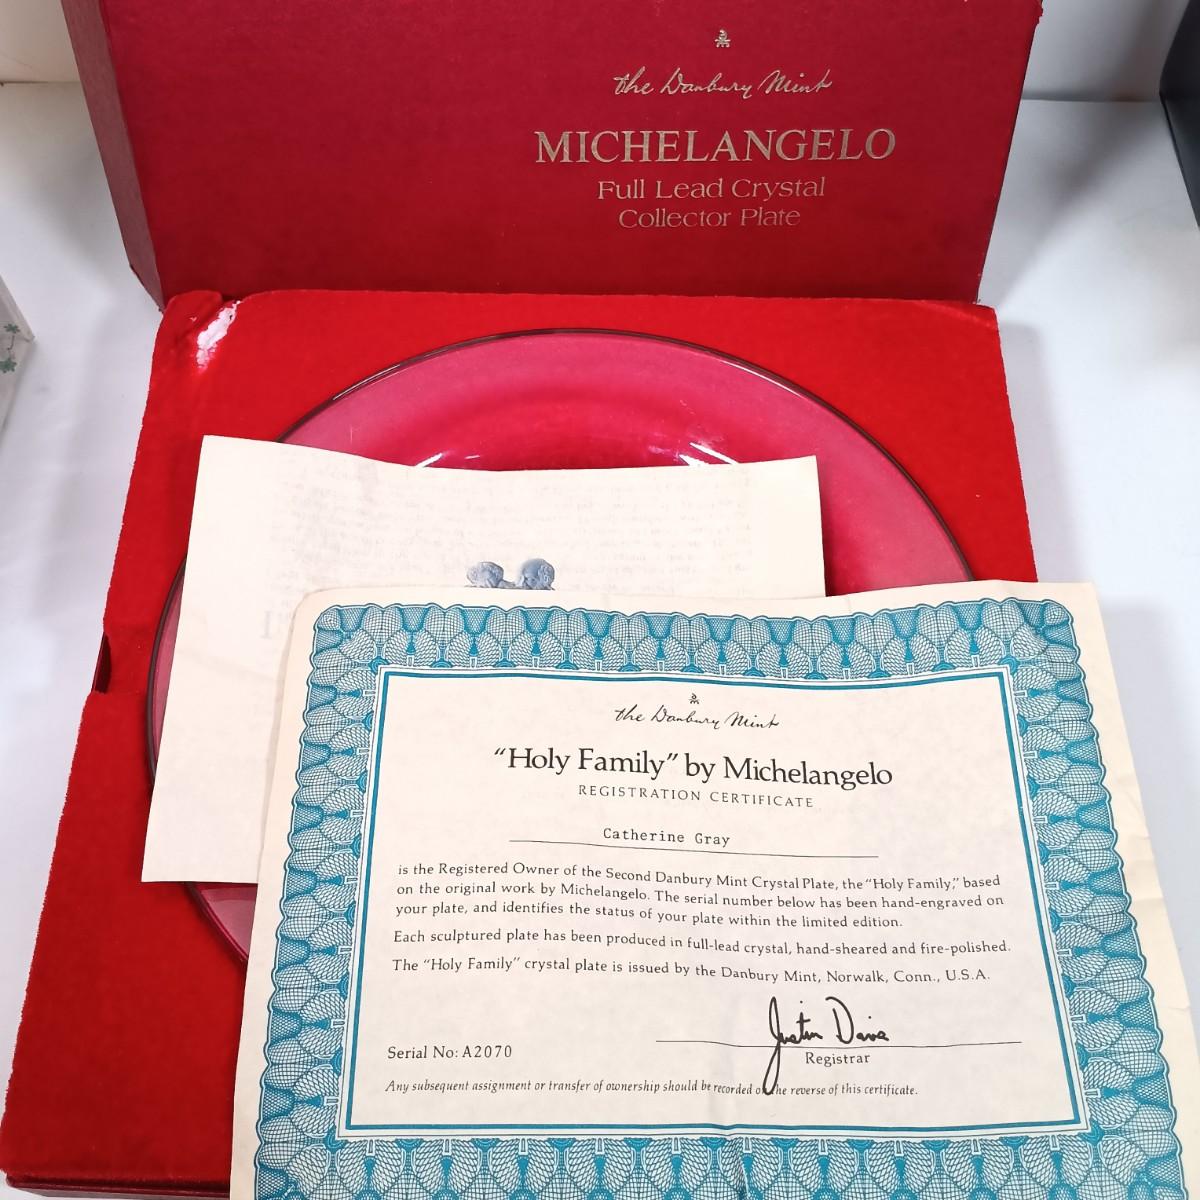 the Danbury Mint
MICHELANGELO
Full Lead Crystal
Collector Plate
the Danbury Mint
“Holy Family” by Michelangelo
REGISTRATION CERTIFICATE
Catherine Gray
is the Registered Owner of the Second Danbury Mint Crystal Plate, the “Holy Family,” based
on the original work by Michelangelo. The serial number below has been hand-engraved on
your plate, and identifies the status of your plate within the limited edition.
Each sculptured plate has been produced in full-lead crystal, hand-sheared and fire-polished.
The “Holy Family” crystal plate is issued by the Danbury Mint, Norwalk, Conn., U.S.A.
Justin Davis
Serial No: A2070
Registrar
Any subsequent assignment or transfer of ownership should be recorded on the reverse of this certificate.